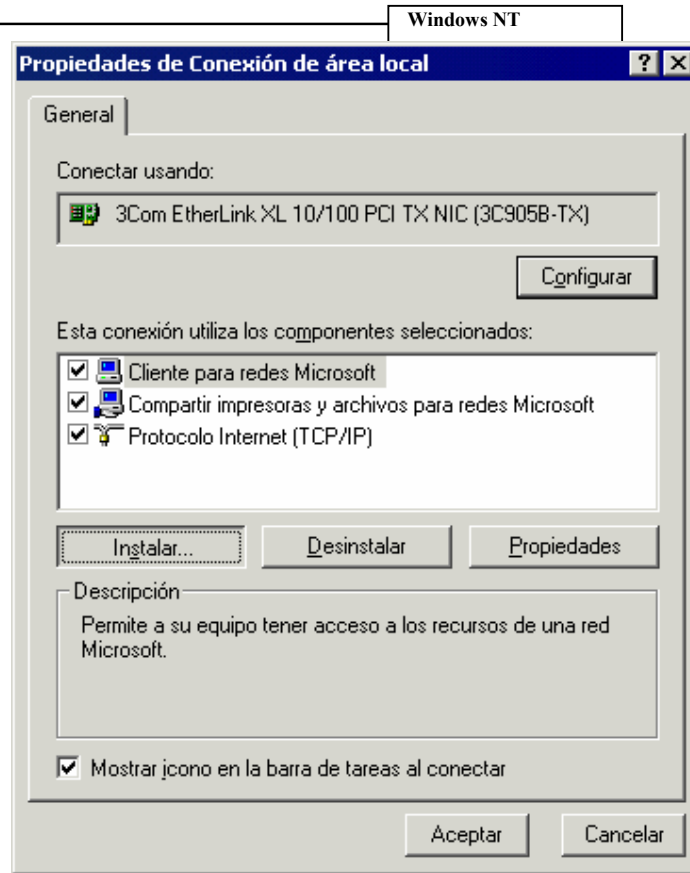 Windows NT
Propiedades de Conexión de área local
General
Conectar usando:
3Com EtherLink XL 10/100 PCI TX NIC (3C905B-TX)
Configurar
Esta conexión utiliza los componentes seleccionados:
Cliente para redes Microsoft
Compartir impresoras y archivos para redes Microsoft
Protocolo Internet (TCP/IP)
Instalar...
Desinstalar
Propiedades
Descripción
Permite a su equipo tener acceso a los recursos de una red
Microsoft.
Mostrar icono en la barra de tareas al conectar
Aceptar
Cancelar